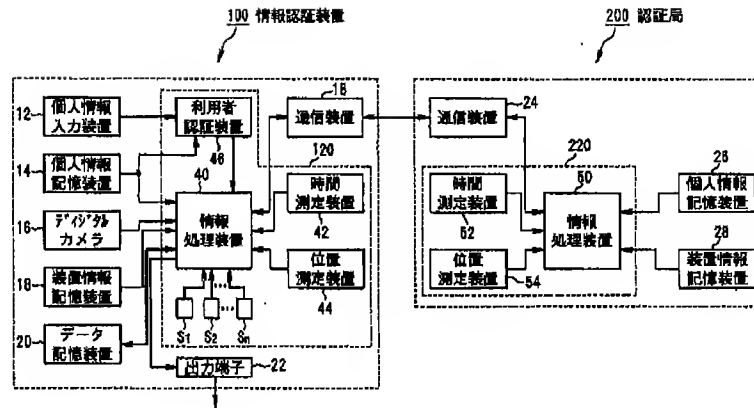 100 情報認証装置
200 認証局
12
個人情報
入力装置
14
個人情報
記憶装置
16
ディジタル
カメラ
18
装置情報
記憶装置
20
データ
記憶装置
利用者
認証装置
46
40
情報
処理装置
S1 S2 Sn
出力端子
22
18
通信装置
120
時間
測定装置
42
位置
測定装置
44
通信装置
24
220
時間
測定装置
52
位置
測定装置
54
50
情報
処理装置
26
個人情報
記憶装置
28
装置情報
記憶装置